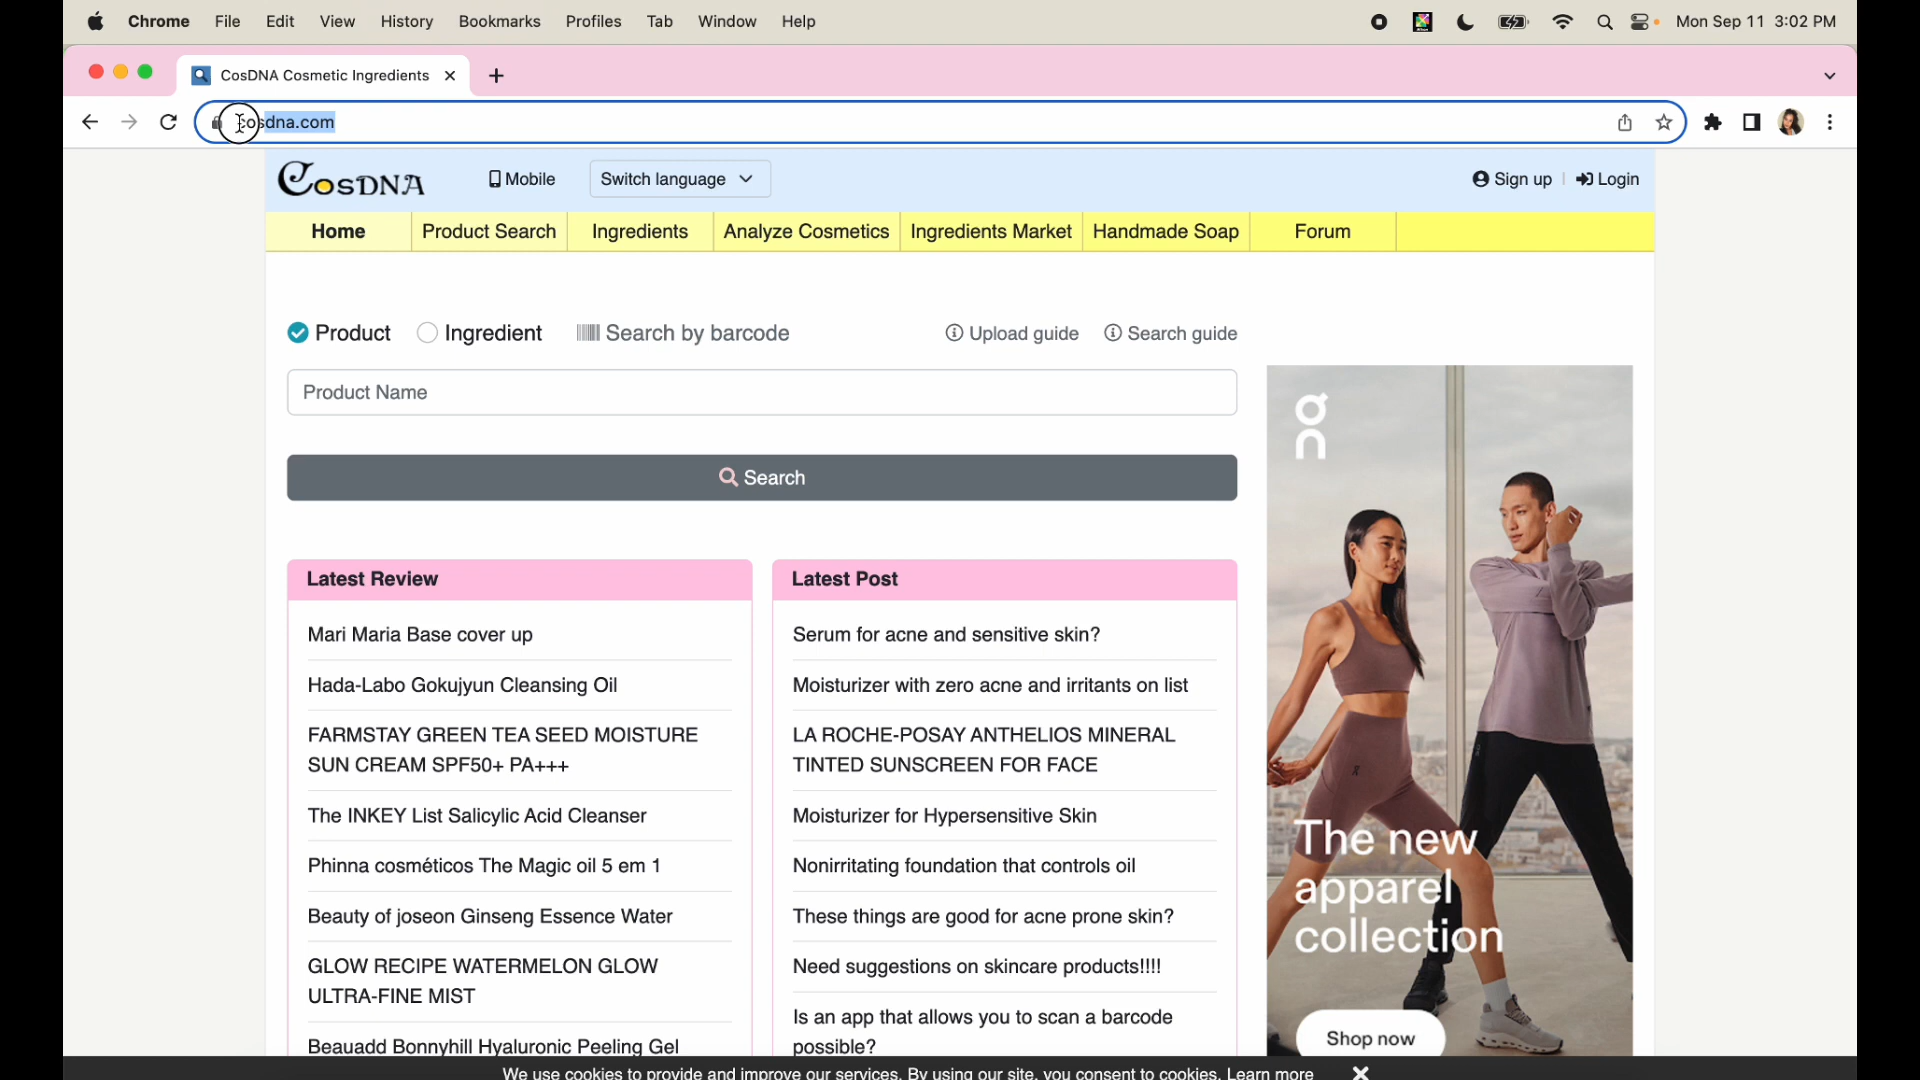 Chrome File Edit View History Bookmarks Profiles Tab Window Help Mon Sep 11 3:02 PM
CosDNA Cosmetic Ingredients
cosdna.com
CosDNA Mobile Switch language Sign up Login
Home Product Search Ingredients Analyze Cosmetics Ingredients Market Handmade Soap Forum
Product Ingredient Search by barcode Upload guide Search guide
Product Name
Search
Latest Review
Mari Maria Base cover up
Hada-Labo Gokujyun Cleansing Oil
FARMSTAY GREEN TEA SEED MOISTURE
SUN CREAM SPF50+ PA+++
The INKEY List Salicylic Acid Cleanser
Phinna cosméticos The Magic oil 5 em 1
Beauty of joseon Ginseng Essence Water
GLOW RECIPE WATERMELON GLOW
ULTRA-FINE MIST
Beauadd Bonnyhill Hyaluronic Peeling Gel
Latest Post
Serum for acne and sensitive skin?
Moisturizer with zero acne and irritants on list
LA ROCHE-POSAY ANTHELIOS MINERAL
TINTED SUNSCREEN FOR FACE
Moisturizer for Hypersensitive Skin
Nonirritating foundation that controls oil
These things are good for acne prone skin?
Need suggestions on skincare products!!!!
Is an app that allows you to scan a barcode
possible?
The new
apparel
collection
Shop now
We use cookies to provide and improve our services. By using our site, you consent to cookies. Learn more